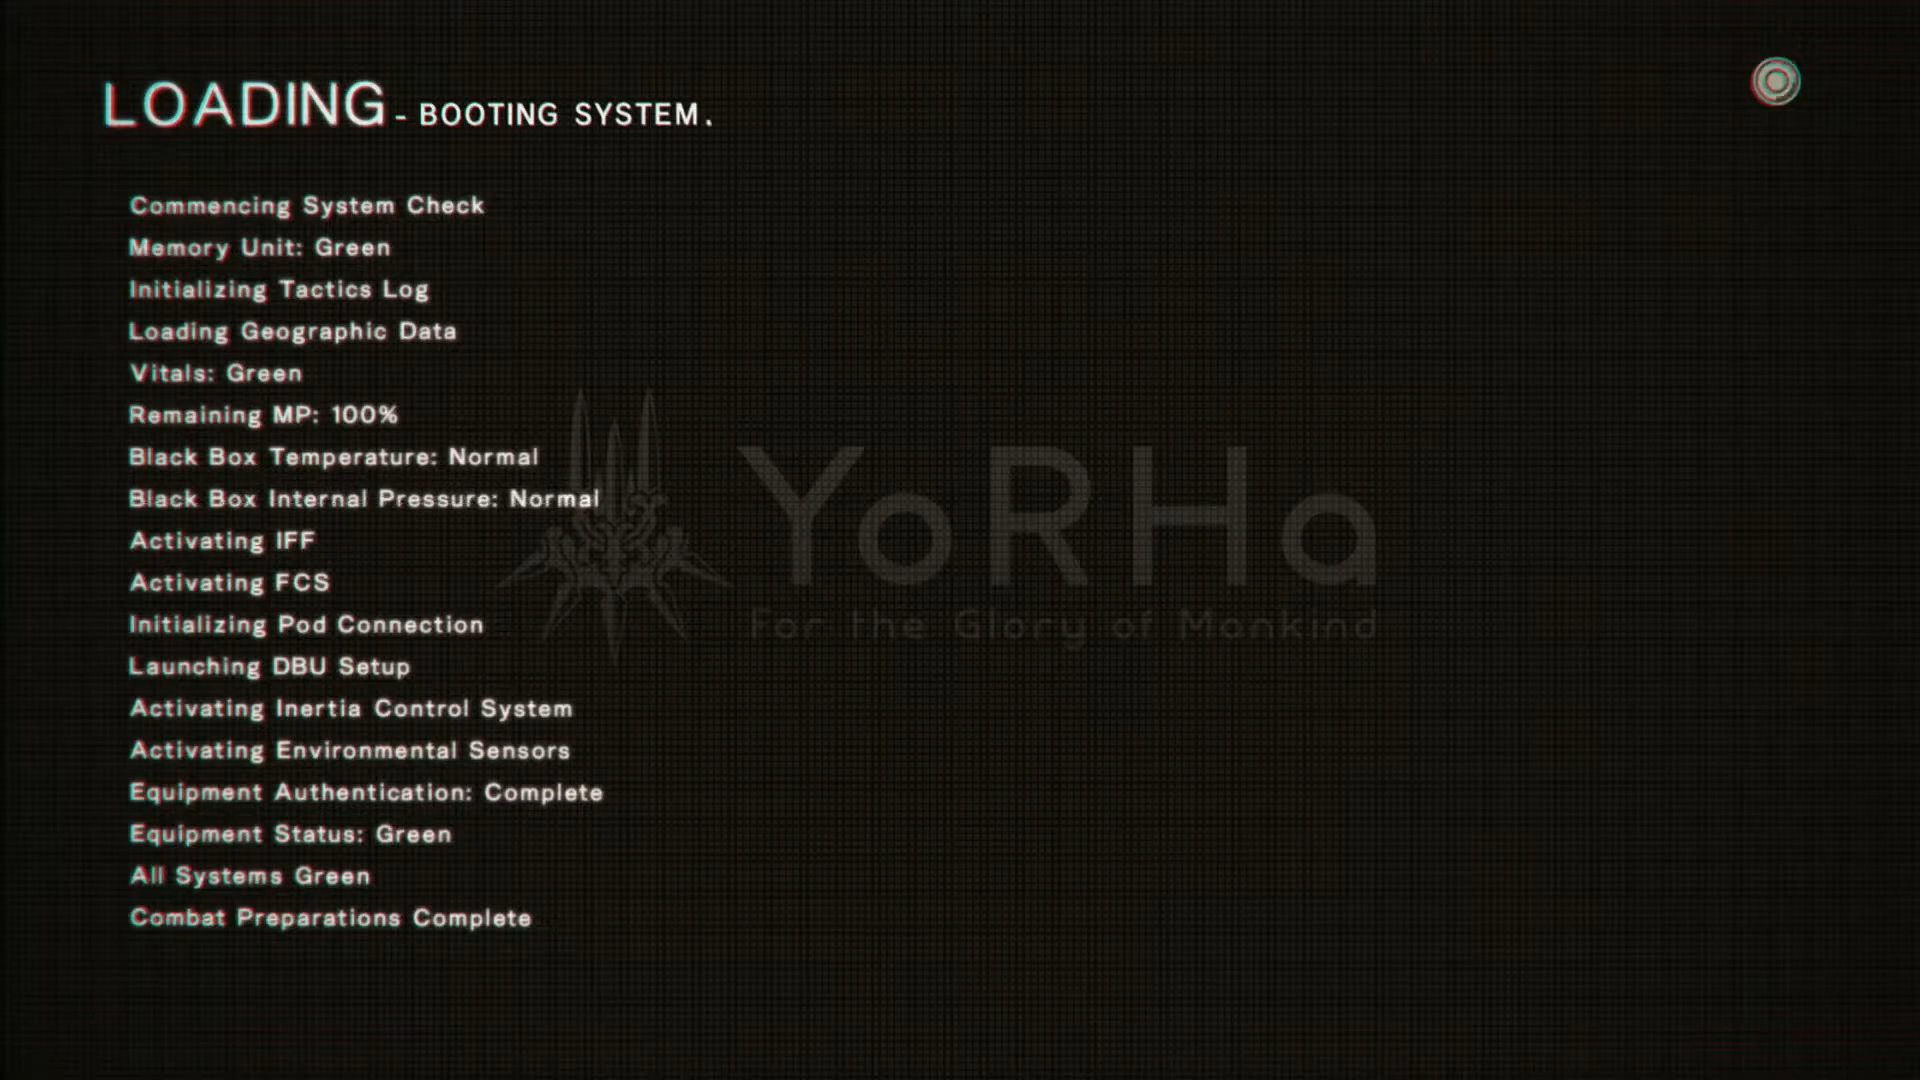 LOADING - BOOTING SYSTEM.
Commencing System Check
Memory Unit: Green
Initializing Tactics Log
Loading Geographic Data
Vitals: Green
Remaining MP: 100%
Black Box Temperature: Normal
Black Box Internal Pressure: Normal
Activating IFF
Activating FCS
Initializing Pod Connection
Launching DBU Setup
Activating Inertia Control System
Activating Environmental Sensors
Equipment Authentication: Complete
Equipment Status: Green
All Systems Green
Combat Preparations Complete
YoRHa
For the Glory of Mankind